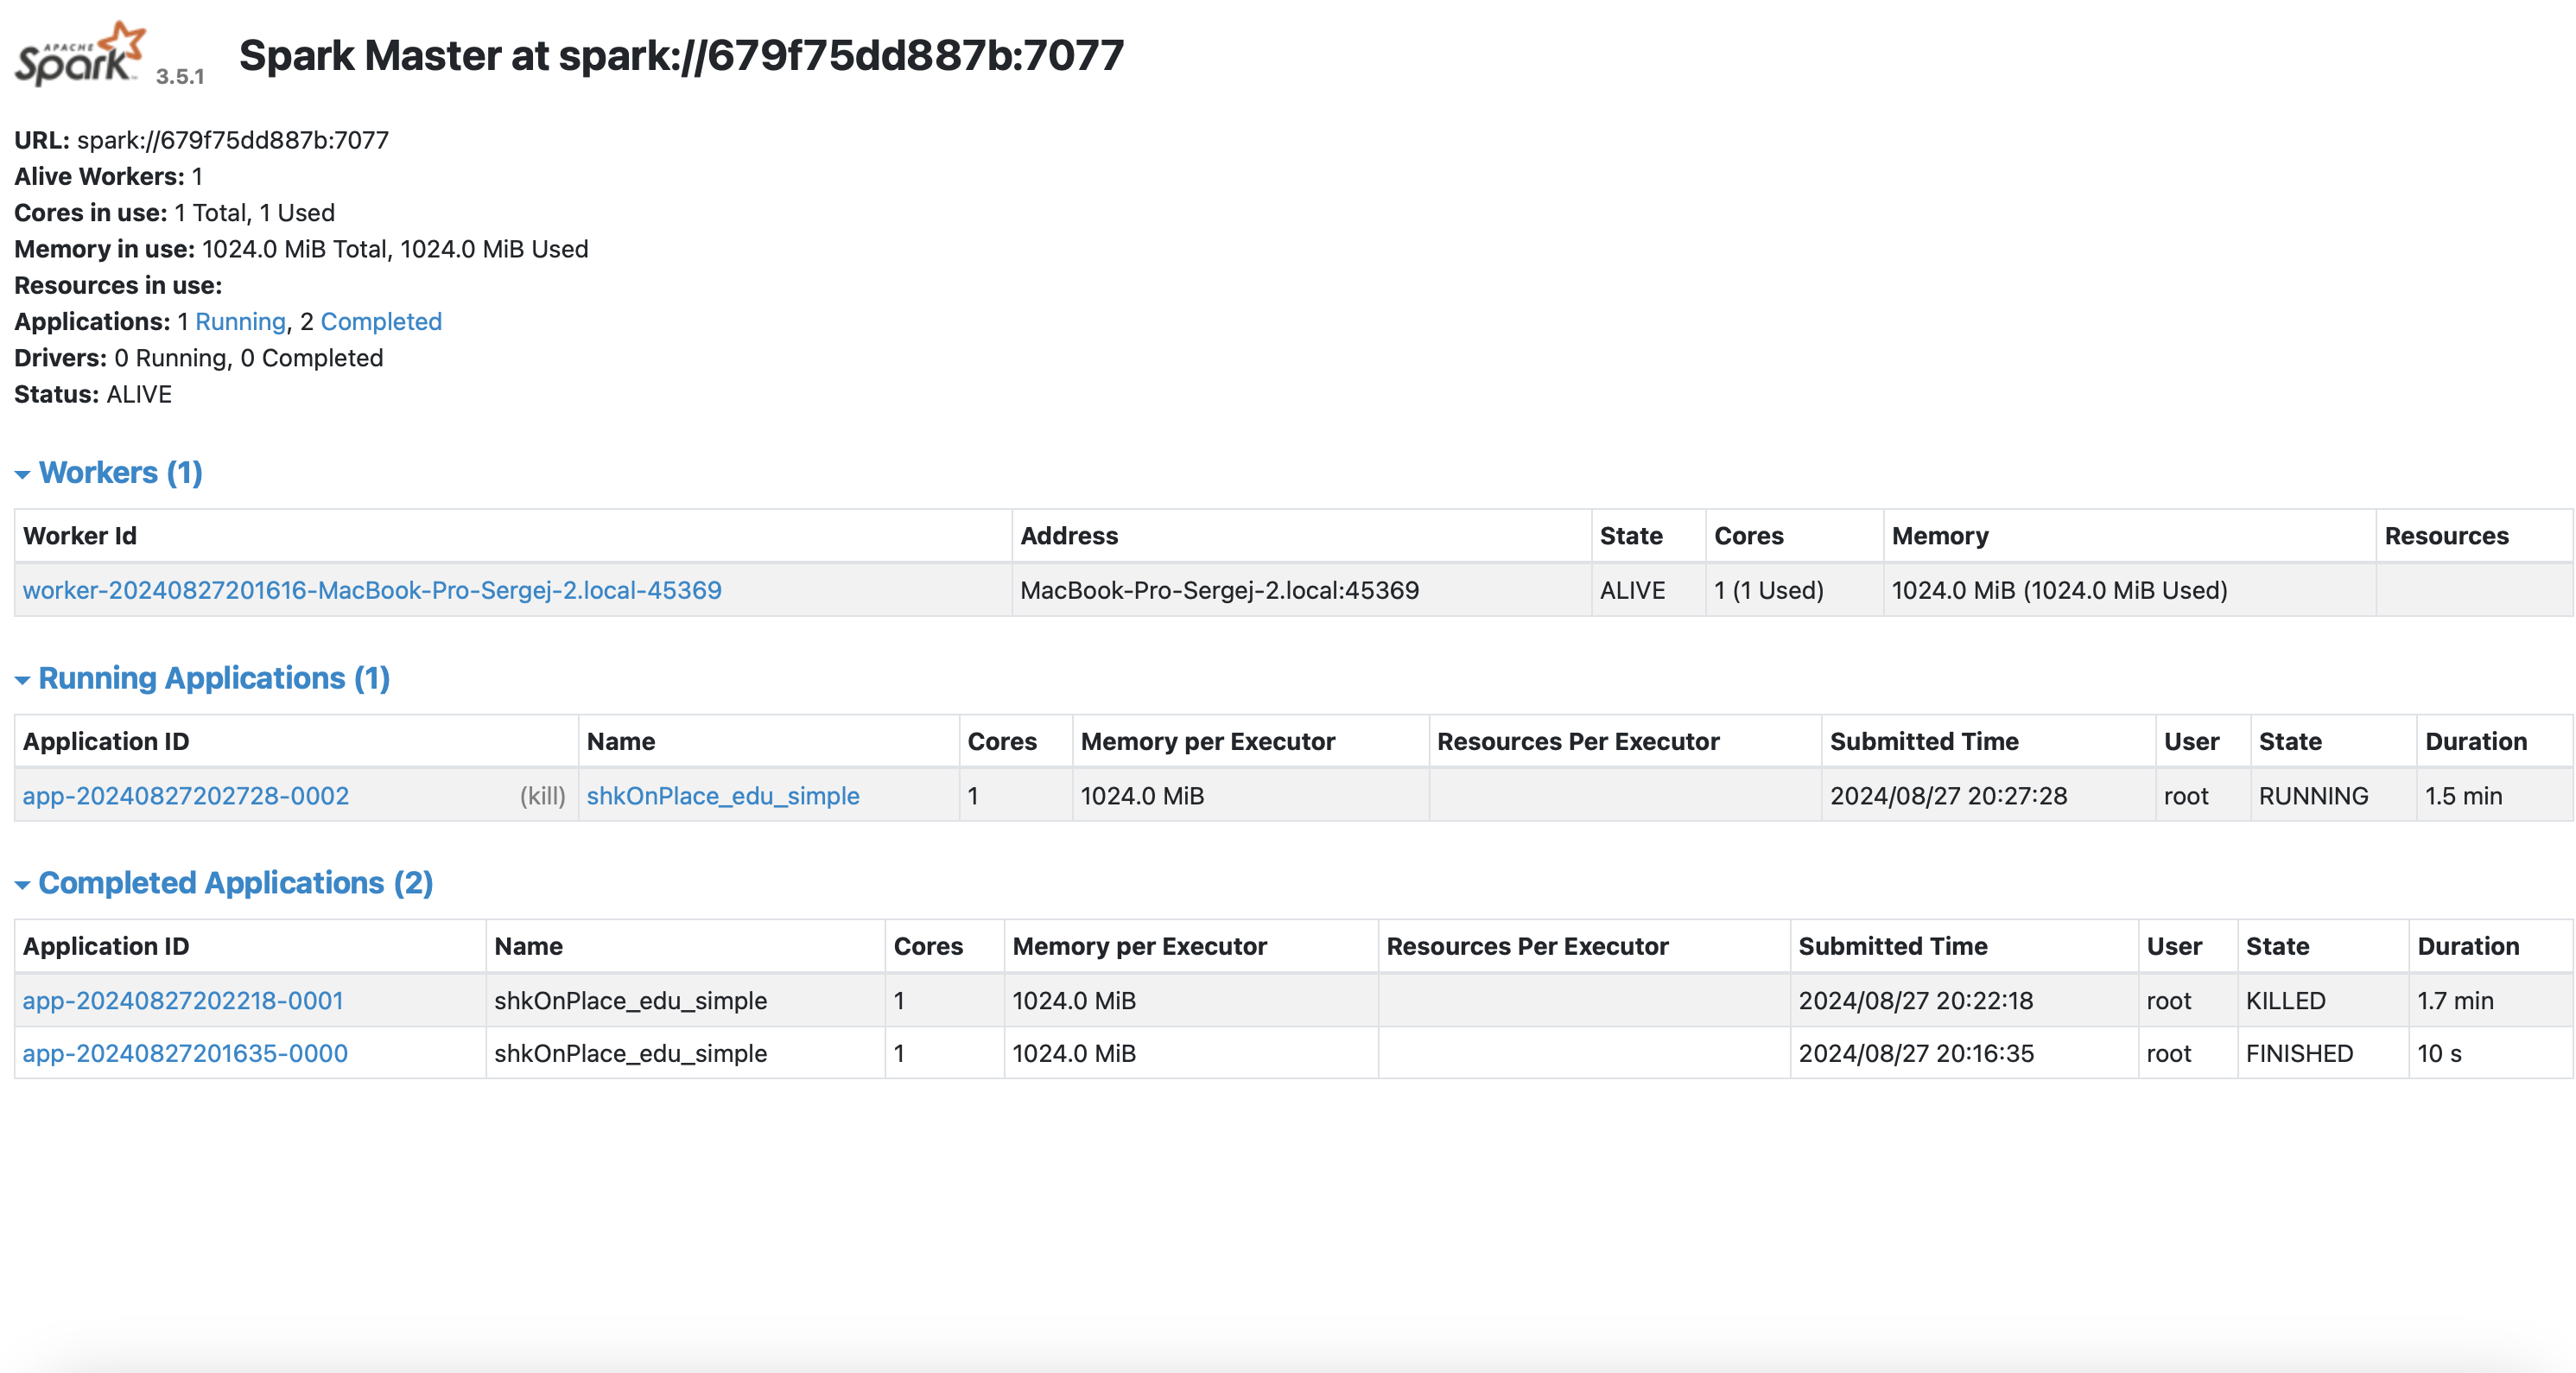 APACHE
Spark 3.5.1 Spark Master at spark://679f75dd887b:7077
URL: spark://679f75dd887b:7077
Alive Workers: 1
Cores in use: 1 Total, 1 Used
Memory in use: 1024.0 MiB Total, 1024.0 MiB Used
Resources in use:
Applications: 1 Running, 2 Completed
Drivers: 0 Running, 0 Completed
Status: ALIVE
Workers (1)
Worker Id Address State Cores Memory Resources
worker-20240827201616-MacBook-Pro-Sergej-2.local-45369 MacBook-Pro-Sergej-2.local:45369 ALIVE 1 (1 Used) 1024.0 MiB (1024.0 MiB Used)
Running Applications (1)
Application ID Name Cores Memory per Executor Resources Per Executor Submitted Time User State Duration
app-20240827202728-0002 (kill) shkOnPlace_edu_simple 1 1024.0 MiB 2024/08/27 20:27:28 root RUNNING 1.5 min
Completed Applications (2)
Application ID Name Cores Memory per Executor Resources Per Executor Submitted Time User State Duration
app-20240827202218-0001 shkOnPlace_edu_simple 1 1024.0 MiB 2024/08/27 20:22:18 root KILLED 1.7 min
app-20240827201635-0000 shkOnPlace_edu_simple 1 1024.0 MiB 2024/08/27 20:16:35 root FINISHED 10 s